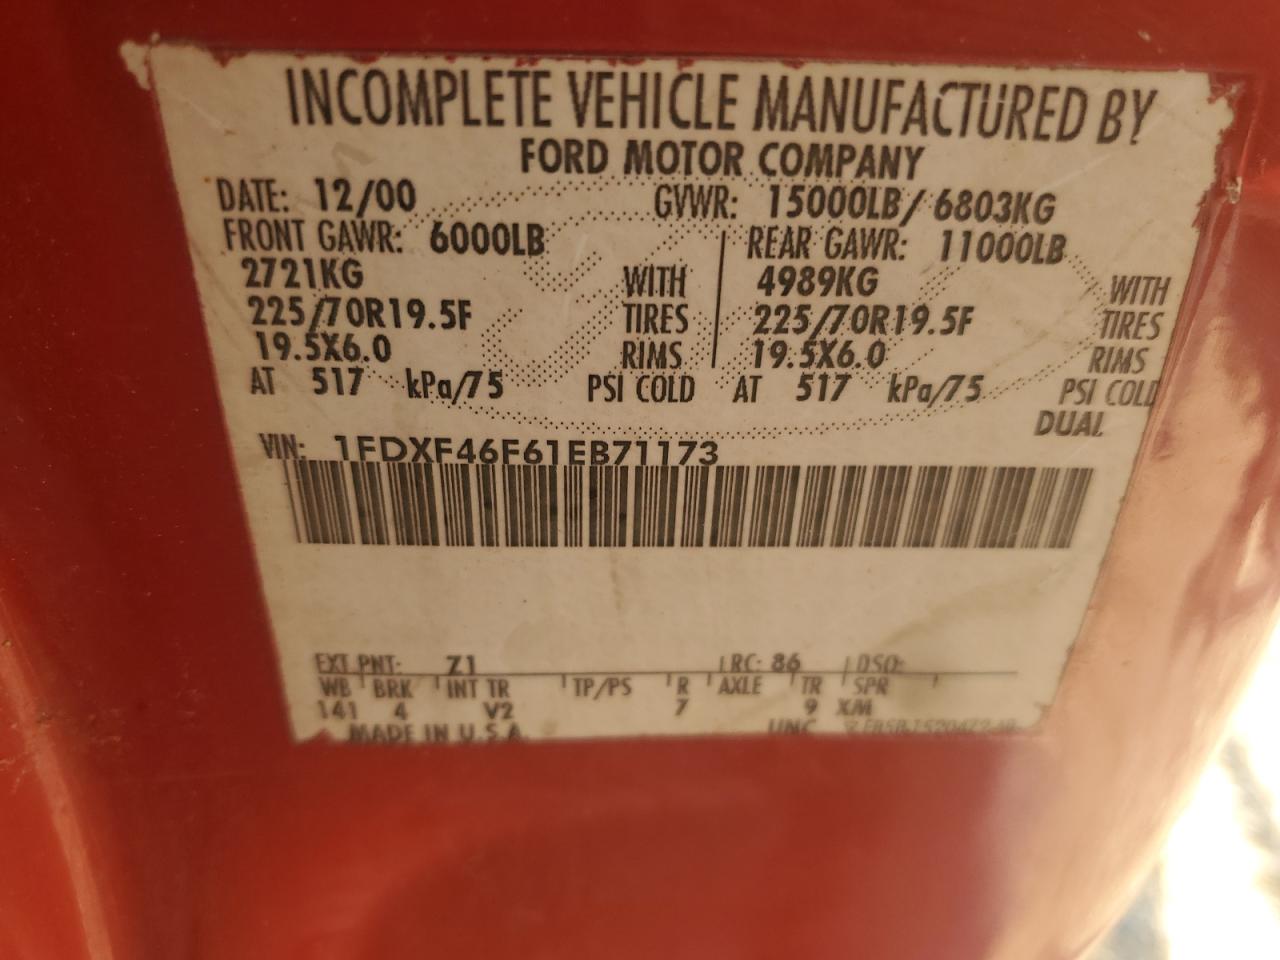 INCOMPLETE VEHICLE MANUFACTURED BY
FORD MOTOR COMPANY
DATE: 12/00 GVWR: 15000LB/ 6803KG
FRONT GAWR: 6000LB REAR GAWR: 11000LB
2721KG WITH 4989KG WITH
225/70R19.5F TIRES 225/70R19.5F TIRES
19.5X6.0 RIMS 19.5X6.0 RIMS
AT 517 kPa/75 PSI COLD AT 517 kPa/75 PSI COLD
DUAL
VIN: 1FDXF46F61EB71173
EXT PNT: Z1 RC: 86 DSO:
WB BRK INT TR TP/PS R AXLE TR SPR
141 4 V2 7 9 XM
MADE IN U.S.A. UNC